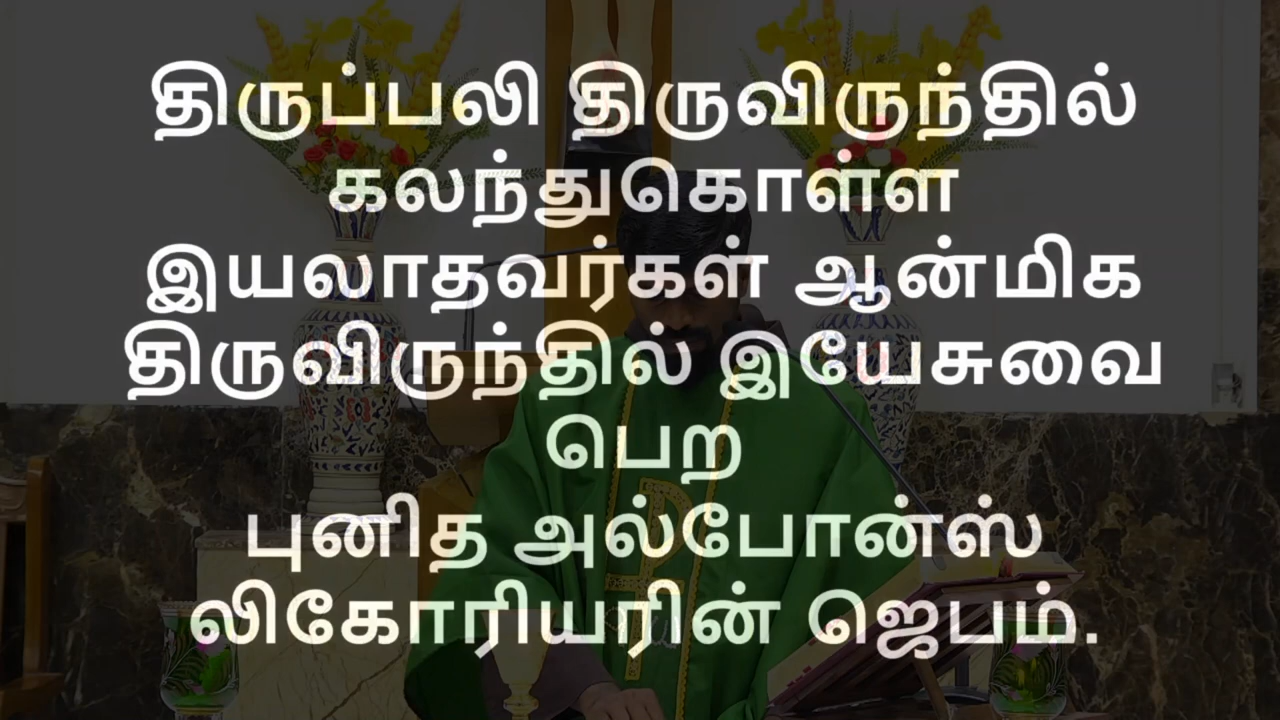 திருப்பலி திருவிருந்தில்
கலந்துகொள்ள
இயலாதவர்கள் ஆன்மிக
திருவிருந்தில் இயேசுவை
பெற
புனித அல்போன்ஸ்
லிகோரியரின் ஜெபம்.